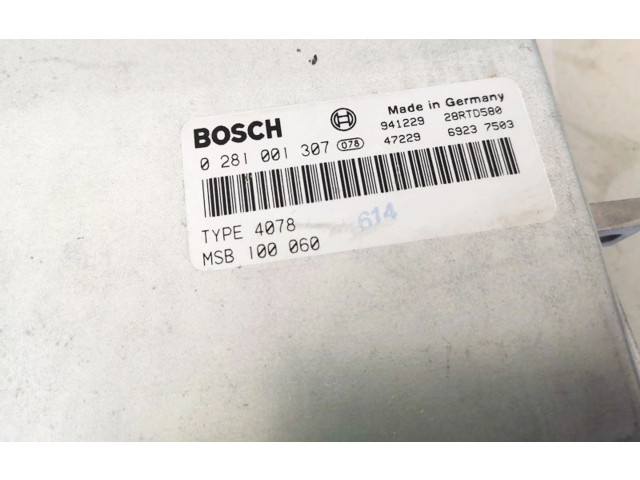 Made in Germany
BOSCH 941229 28RTD580
0 281 001 307 078 47229 6923 7503
TYPE 4078 614
MSB 100 060